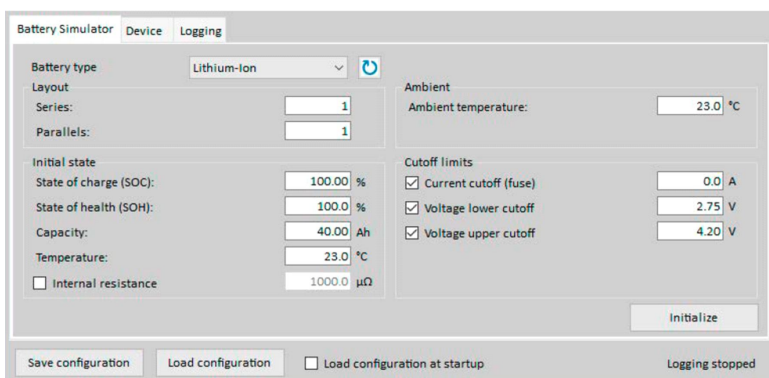 Battery Simulator Device Logging
Battery type Lithium-Ion
Layout
Series: 1
Parallels: 1
Ambient
Ambient temperature: 23.0 °C
Initial state
State of charge (SOC): 100.00 %
State of health (SOH): 100.0 %
Capacity: 40.00 Ah
Temperature: 23.0 °C
Internal resistance 1000.0 µΩ
Cutoff limits
Current cutoff (fuse) 0.0 A
Voltage lower cutoff 2.75 V
Voltage upper cutoff 4.20 V
Initialize
Save configuration Load configuration Load configuration at startup Logging stopped